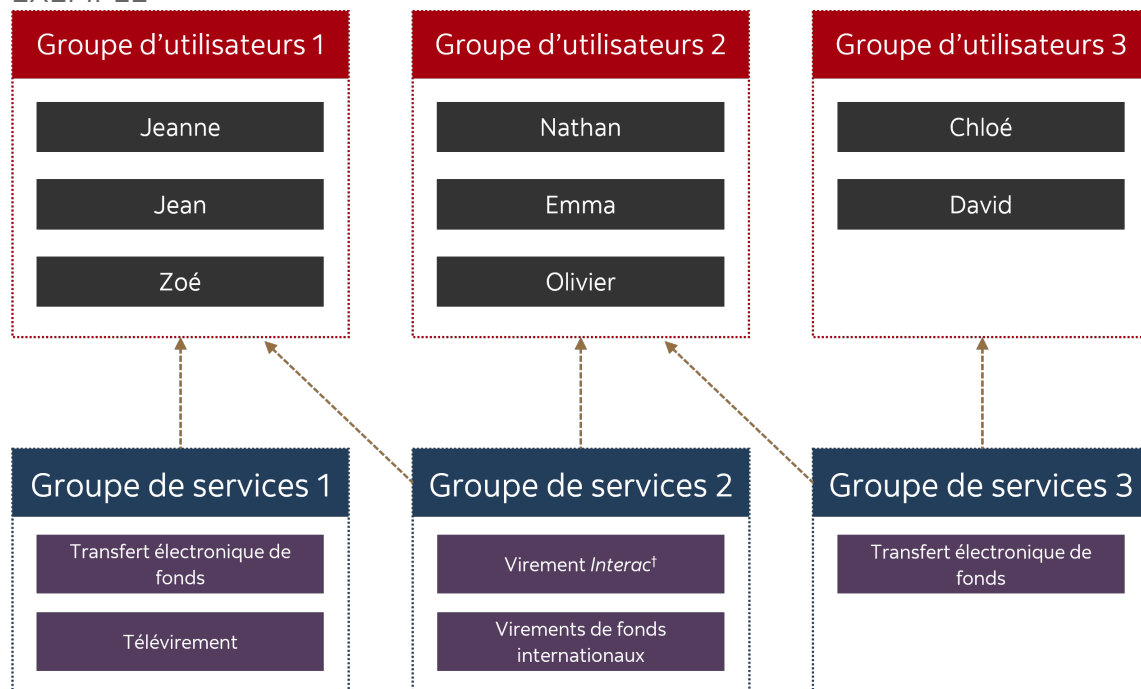 EXEMPLE
Groupe d’utilisateurs 1
Jeanne
Jean
Zoé
Groupe d’utilisateurs 2
Nathan
Emma
Olivier
Groupe d’utilisateurs 3
Chloé
David
Groupe de services 1
Transfert électronique de
fonds
Télévirement
Groupe de services 2
Virement Interac†
Virements de fonds
internationaux
Groupe de services 3
Transfert électronique de
fonds